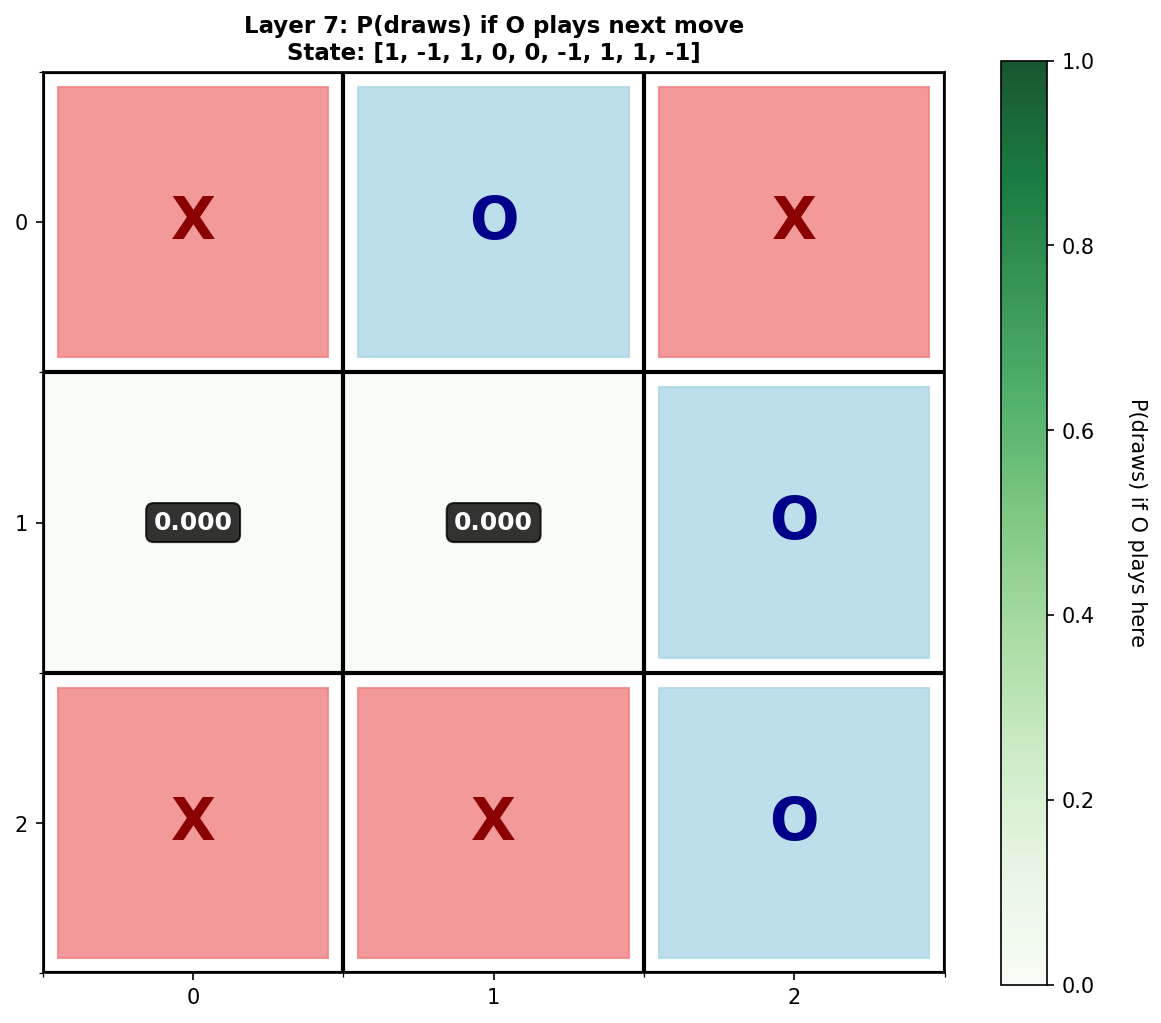 Layer 7: P(draws) if O plays next move
State: [1, -1, 1, 0, 0, -1, 1, 1, -1]
X O X
0.000 0.000 O
X X O
0
1
2
0 1 2
1.0
0.8
0.6
0.4
0.2
0.0
P(draws) if O plays here